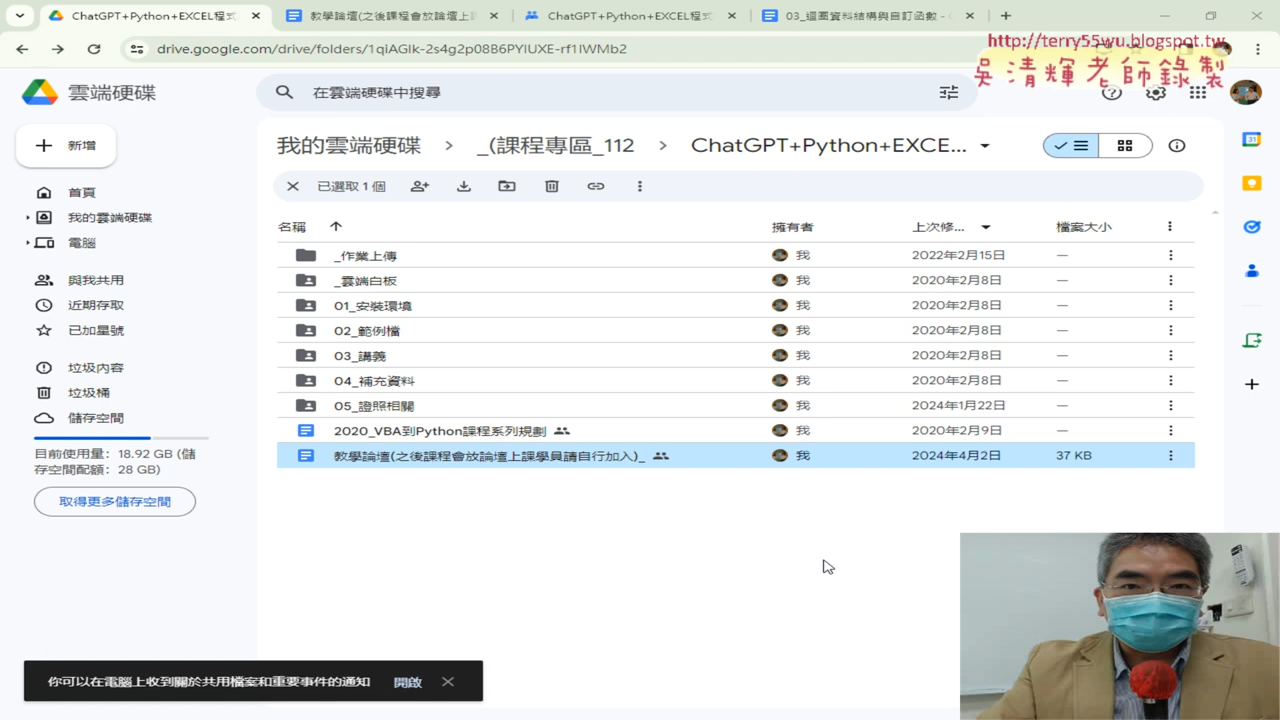 ChatGPT+Python+EXCEL程式
教學論壇(之後課程會放論壇上
ChatGPT+Python+EXCEL程式
03_迴圈資料結構與自訂函數 - G
drive.google.com/drive/folders/1qiAGlk-2s4g2p08B6PYIUXE-rf1IWMb2
http://terry55wu.blogspot.tw
吳清輝老師錄製
雲端硬碟
在雲端硬碟中搜尋
新增
我的雲端硬碟 › _(課程專區_112 › ChatGPT+Python+EXCE...
已選取 1 個
首頁
我的雲端硬碟
電腦
與我共用
近期存取
已加星號
垃圾內容
垃圾桶
儲存空間
目前使用量：18.92 GB (儲
存空間配額：28 GB)
取得更多儲存空間
名稱 擁有者 上次修... 檔案大小
_作業上傳 我 2022年2月15日 —
_雲端白板 我 2020年2月8日 —
01_安裝環境 我 2020年2月8日 —
02_範例檔 我 2020年2月8日 —
03_講義 我 2020年2月8日 —
04_補充資料 我 2020年2月8日 —
05_證照相關 我 2024年1月22日 —
2020_VBA到Python課程系列規劃 我 2020年2月9日 —
教學論壇(之後課程會放論壇上課學員請自行加入)_ 我 2024年4月2日 37 KB
31
你可以在電腦上收到關於共用檔案和重要事件的通知 開啟